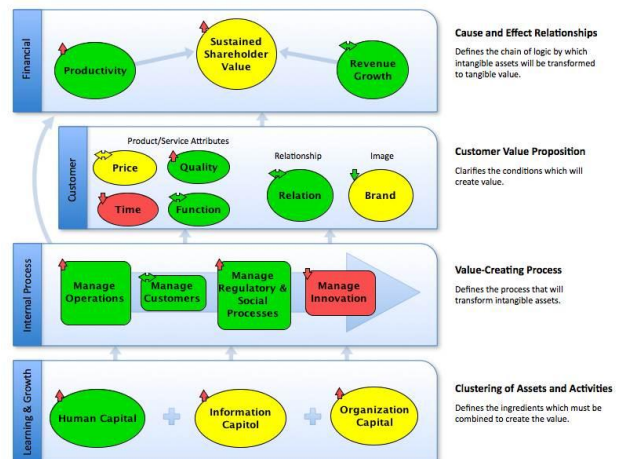 Financial
Productivity
Sustained
Shareholder
Value
Revenue
Growth
Cause and Effect Relationships
Defines the chain of logic by which
intangible assets will be transformed
to tangible value.
Customer
Product/Service Attributes
Price
Quality
Time
Function
Relationship
Relation
Image
Brand
Customer Value Proposition
Clarifies the conditions which will
create value.
Internal Process
Manage
Operations
Manage
Customers
Manage
Regulatory &
Social
Processes
Manage
Innovation
Value-Creating Process
Defines the process that will
transform intangible assets.
Learning & Growth
Human Capital
Information
Capitol
Organization
Capital
Clustering of Assets and Activities
Defines the ingredients which must be
combined to create the value.